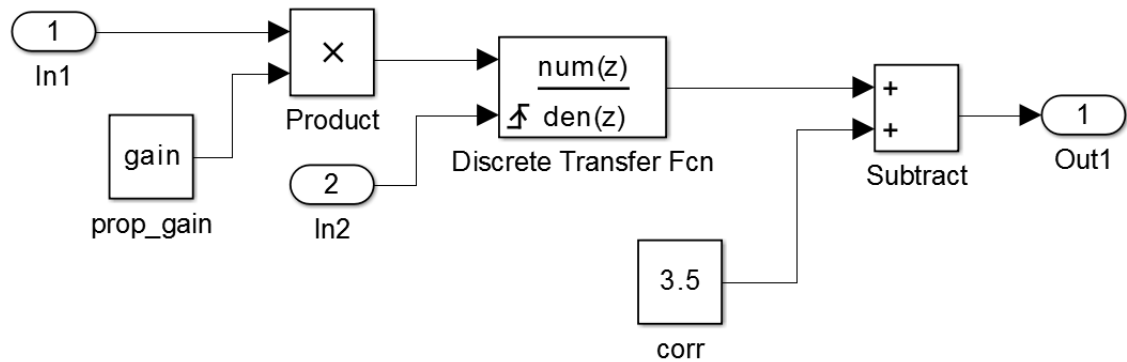 1
In1
×
Product
gain
prop_gain
2
In2
num(z)
den(z)
Discrete Transfer Fcn
+
+
Subtract
1
Out1
3.5
corr